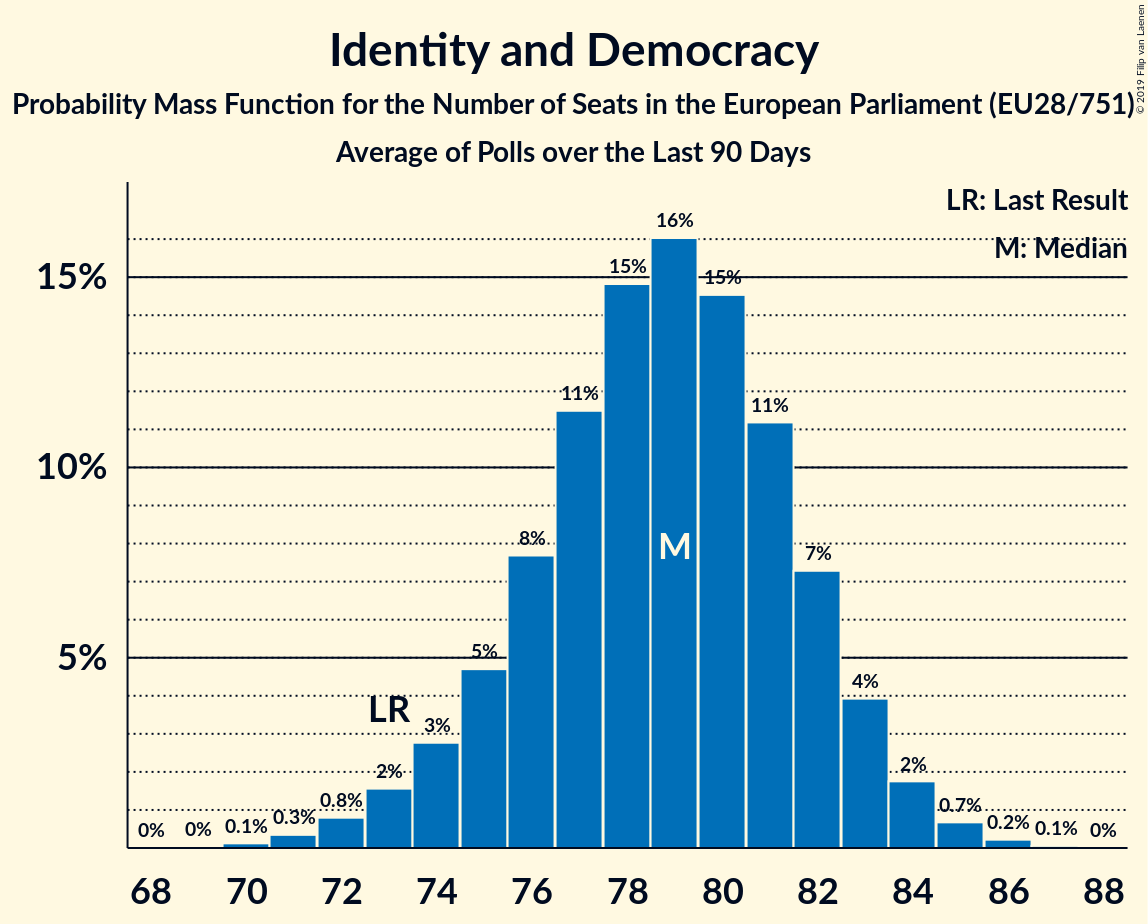 Identity and Democracy
Probability Mass Function for the Number of Seats in the European Parliament (EU28/751)
Average of Polls over the Last 90 Days
© 2019 Filip van Laenen
LR: Last Result
M: Median
15%
10%
5%
0%
0%
0.1%
0.3%
0.8%
2%
LR
3%
5%
8%
11%
15%
16%
M
15%
11%
7%
4%
2%
0.7%
0.2%
0.1%
0%
68 70 72 74 76 78 80 82 84 86 88